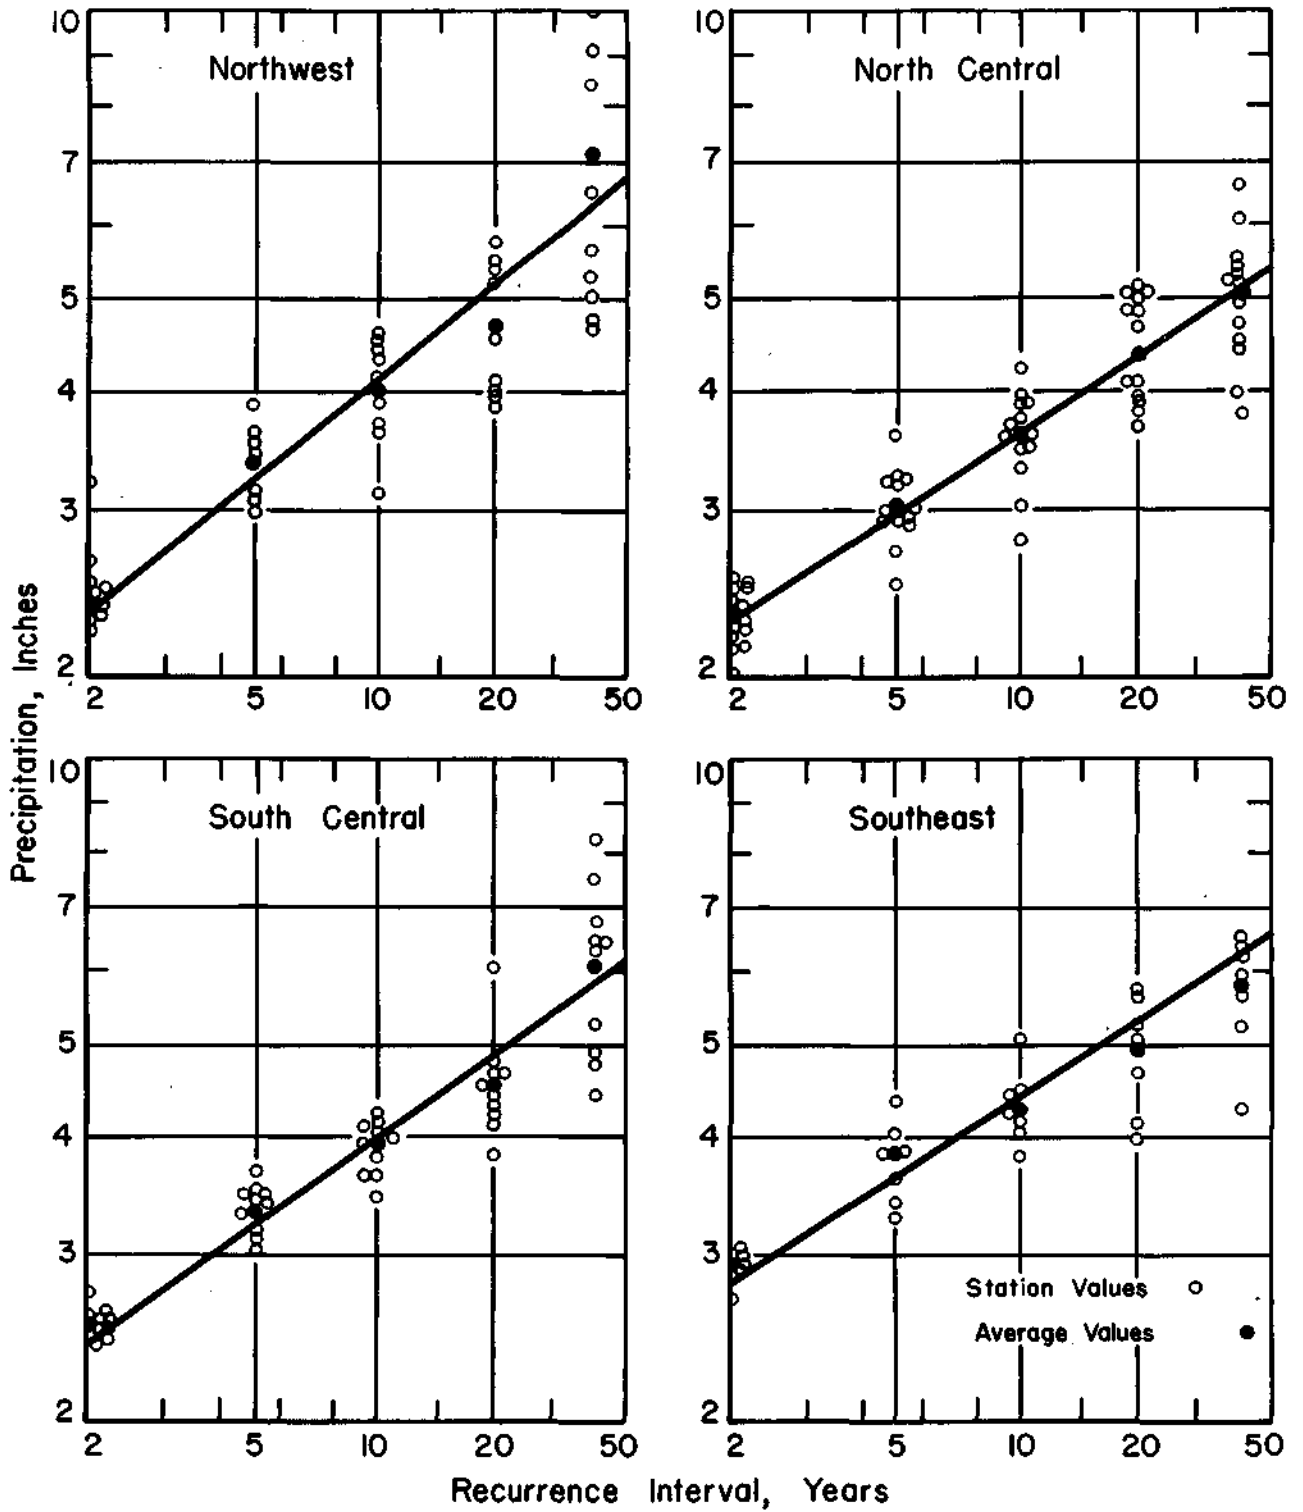 Northwest
10
7
5
4
3
2
2 5 10 20 50
North Central
10
7
5
4
3
2
2 5 10 20 50
Precipitation, Inches
South Central
10
7
5
4
3
2
2 5 10 20 50
Southeast
10
7
5
4
3
2
Station Values
Average Values
2 5 10 20 50
Recurrence Interval, Years